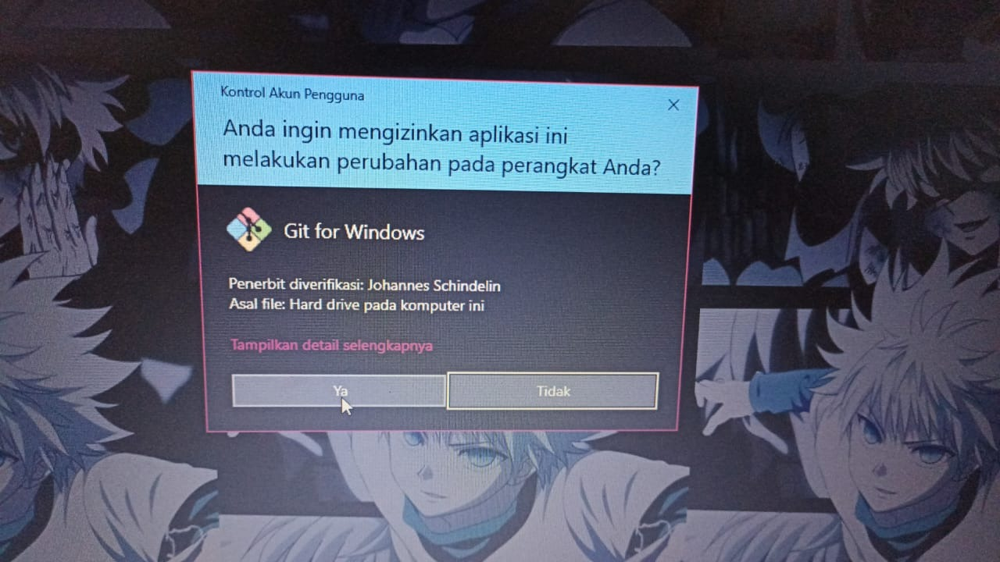 Kontrol Akun Pengguna
Anda ingin mengizinkan aplikasi ini
melakukan perubahan pada perangkat Anda?
Git for Windows
Penerbit diverifikasi: Johannes Schindelin
Asal file: Hard drive pada komputer ini
Tampilkan detail selengkapnya
Ya
Tidak